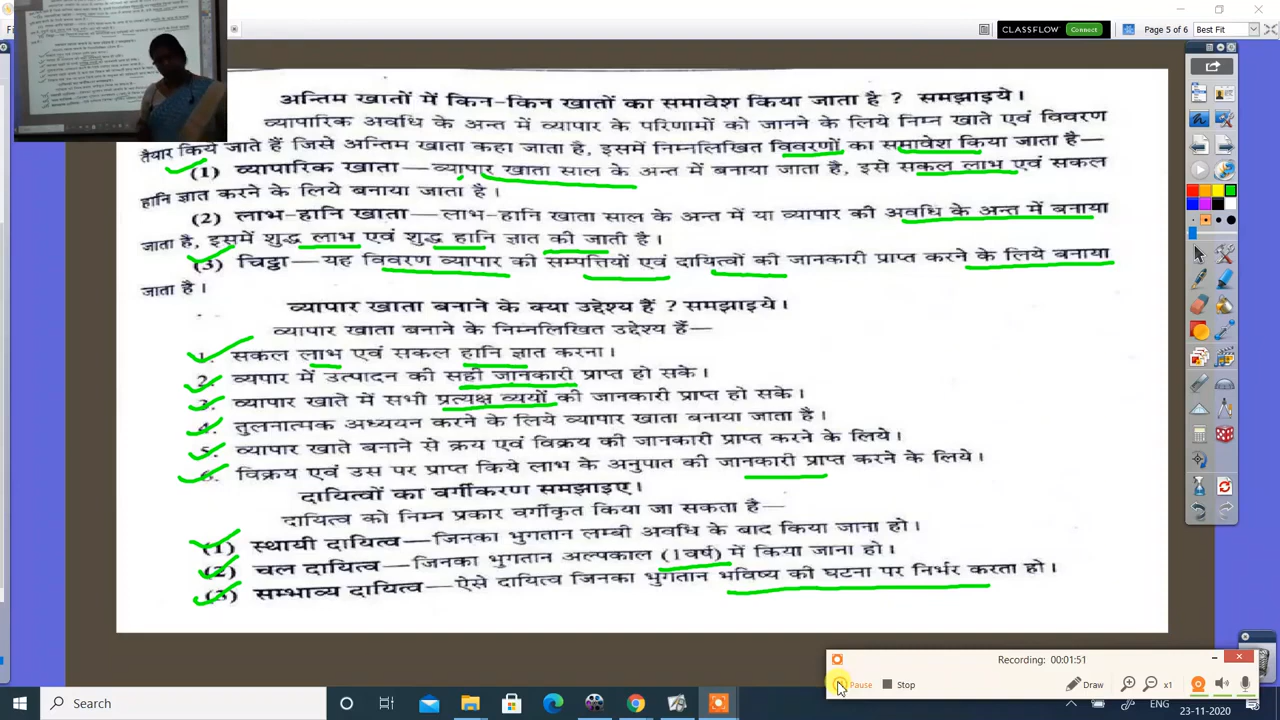 CLASSFLOW Connect Page 5 of 6 Best Fit
अन्तिम खातों में किन-किन खातों का समावेश किया जाता है ? समझाइये।
व्यापारिक अवधि के अन्त में व्यापार के परिणामों को जानने के लिये निम्न खाते एवं विवरण
तैयार किये जाते हैं जिसे अन्तिम खाता कहा जाता है, इसमें निम्नलिखित विवरणों का समावेश किया जाता है—
(1) व्यापारिक खाता—व्यापार खाता साल के अन्त में बनाया जाता है, इसे सकल लाभ एवं सकल
हानि ज्ञात करने के लिये बनाया जाता है।
(2) लाभ-हानि खाता—लाभ-हानि खाता साल के अन्त में या व्यापार की अवधि के अन्त में बनाया
जाता है, इसमें शुद्ध लाभ एवं शुद्ध हानि ज्ञात की जाती है।
(3) चिट्ठा—यह विवरण व्यापार की सम्पत्तियों एवं दायित्वों की जानकारी प्राप्त करने के लिये बनाया
जाता है।
व्यापार खाता बनाने के क्या उद्देश्य हैं ? समझाइये।
व्यापार खाता बनाने के निम्नलिखित उद्देश्य हैं—
1. सकल लाभ एवं सकल हानि ज्ञात करना।
2. व्यपार में उत्पादन की सही जानकारी प्राप्त हो सके।
3. व्यापार खाते में सभी प्रत्यक्ष व्ययों की जानकारी प्राप्त हो सके।
4. तुलनात्मक अध्ययन करने के लिये व्यापार खाता बनाया जाता है।
5. व्यापार खाते बनाने से क्रय एवं विक्रय की जानकारी प्राप्त करने के लिये।
6. विक्रय एवं उस पर प्राप्त किये लाभ के अनुपात की जानकारी प्राप्त करने के लिये।
दायित्वों का वर्गीकरण समझाइए।
दायित्व को निम्न प्रकार वर्गीकृत किया जा सकता है—
(1) स्थायी दायित्व—जिनका भुगतान लम्बी अवधि के बाद किया जाना हो।
(2) चल दायित्व—जिनका भुगतान अल्पकाल (1वर्ष) में किया जाना हो।
(3) सम्भाव्य दायित्व—ऐसे दायित्व जिनका भुगतान भविष्य की घटना पर निर्भर करता हो।
Recording: 00:01:51
Pause Stop Draw x1
Search ENG 23-11-2020